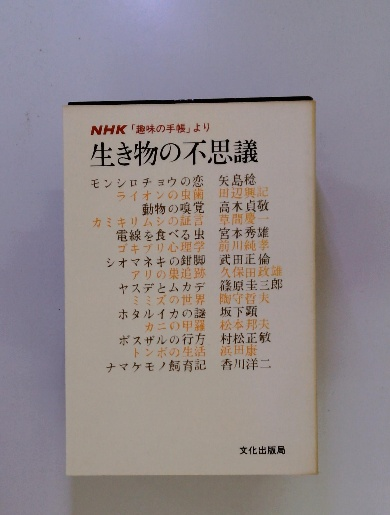 NHK「趣味の手帳」より
生き物の不思議
モンシロチョウの恋 矢島稔
ライオンの虫歯 田辺興記
動物の嗅覚 高木貞敬
カミキリムシの証言 草間慶一
電線を食べる虫 宮本秀雄
ゴキブリ心理学 前川純孝
シオマネキの鉗脚 武田正倫
アリの巣追跡 久保田政雄
ヤスデとムカデ 篠原圭三郎
ミミズの世界 陶守哲夫
ホタルイカの謎 坂下顕
カニの甲羅 松本邦夫
ボスザルの行方 村松正敏
トンボの生活 浜田康
ナマケモノ飼育記 香川洋二
文化出版局